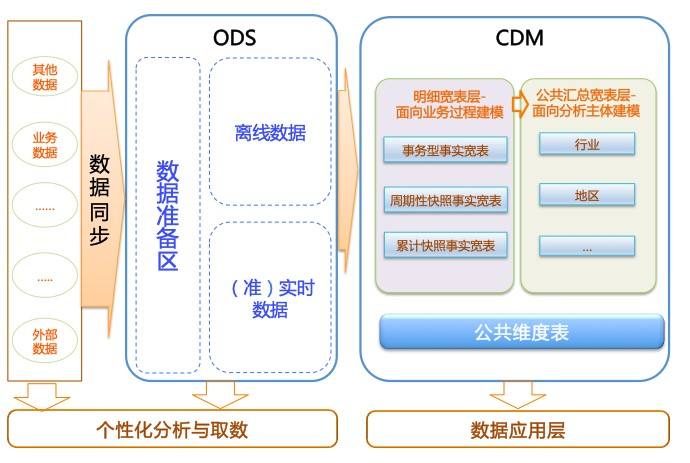 其他
数据
业务
数据
......
.....
外部
数据
数据同步
ODS
数据准备区
离线数据
（准）实时
数据
CDM
明细宽表层-
面向业务过程建模
事务型事实宽表
周期性快照事实宽表
累计快照事实宽表
公共汇总宽表层-
面向分析主体建模
行业
地区
...
公共维度表
个性化分析与取数
数据应用层